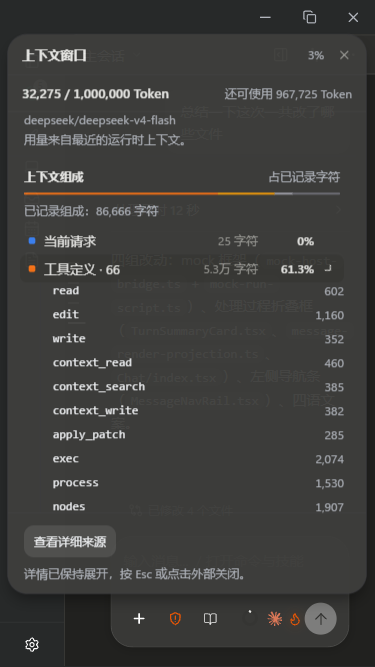 上下文窗口 3%
32,275 / 1,000,000 Token 还可使用 967,725 Token
deepseek/deepseek-v4-flash
用量来自最近的运行时上下文。
上下文组成 占已记录字符
已记录组成：86,666 字符
当前请求 25 字符 0%
工具定义 · 66 5.3万 字符 61.3%
read 602
edit 1,160
write 352
context_read 460
context_search 385
context_write 382
apply_patch 285
exec 2,074
process 1,530
nodes 1,907
查看详细来源
详情已保持展开，按 Esc 或点击外部关闭。